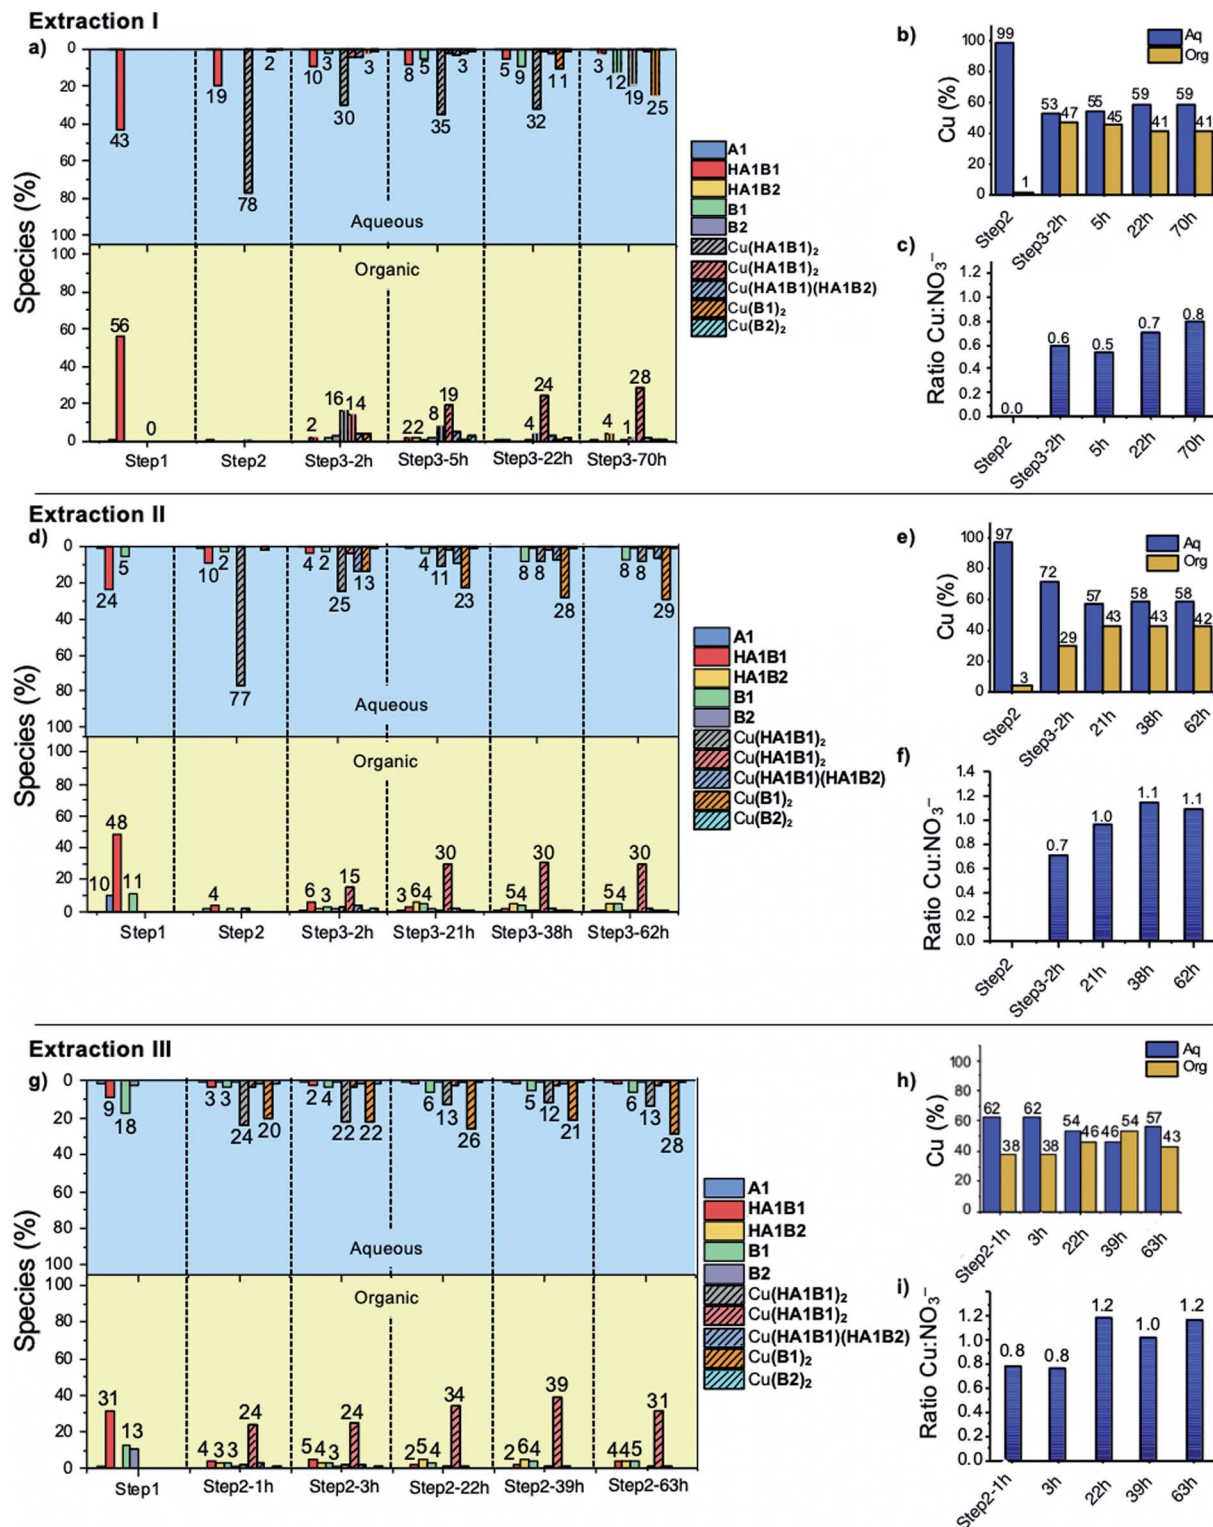 Extraction I
a)
Species (%)
0
20
40
60
80
100
100
80
60
40
20
0
Aqueous
Organic
43
19
78
2
10
3
30
3
8
5
35
3
5
9
32
11
3
12
19
25
56
0
2
16
14
22
8
19
4
24
4
1
28
Step1
Step2
Step3-2h
Step3-5h
Step3-22h
Step3-70h
A1
HA1B1
HA1B2
B1
B2
Cu(HA1B1)₂
Cu(HA1B1)₂
Cu(HA1B1)(HA1B2)
Cu(B1)₂
Cu(B2)₂
b)
Cu (%)
100
80
60
40
20
0
99
1
53
47
55
45
59
41
59
41
Aq
Org
Step2
Step3-2h
5h
22h
70h
c)
Ratio Cu:NO₃⁻
1.2
1.0
0.8
0.6
0.4
0.2
0.0
0.0
0.6
0.5
0.7
0.8
Step2
Step3-2h
5h
22h
70h
Extraction II
d)
Species (%)
0
20
40
60
80
100
100
80
60
40
20
0
Aqueous
Organic
24
5
10
2
77
4
2
25
13
4
11
23
8
8
28
8
8
29
10
48
11
4
6
3
15
3
6
4
30
5
4
30
5
4
30
Step1
Step2
Step3-2h
Step3-21h
Step3-38h
Step3-62h
A1
HA1B1
HA1B2
B1
B2
Cu(HA1B1)₂
Cu(HA1B1)₂
Cu(HA1B1)(HA1B2)
Cu(B1)₂
Cu(B2)₂
e)
Cu (%)
100
80
60
40
20
0
97
3
72
29
57
43
58
43
58
42
Aq
Org
Step2
Step3-2h
21h
38h
62h
f)
Ratio Cu:NO₃⁻
1.4
1.2
1.0
0.8
0.6
0.4
0.2
0.0
0.7
1.0
1.1
1.1
Step2
Step3-2h
21h
38h
62h
Extraction III
g)
Species (%)
0
20
40
60
80
100
100
80
60
40
20
0
Aqueous
Organic
9
18
3
3
24
20
2
4
22
22
6
13
26
5
12
21
6
13
28
31
13
4
3
3
24
5
4
3
24
2
5
4
34
2
6
4
39
4
4
5
31
Step1
Step2-1h
Step2-3h
Step2-22h
Step2-39h
Step2-63h
A1
HA1B1
HA1B2
B1
B2
Cu(HA1B1)₂
Cu(HA1B1)₂
Cu(HA1B1)(HA1B2)
Cu(B1)₂
Cu(B2)₂
h)
Cu (%)
100
80
60
40
20
0
62
38
62
38
54
46
46
54
57
43
Aq
Org
Step2-1h
3h
22h
39h
63h
i)
Ratio Cu:NO₃⁻
1.2
1.0
0.8
0.6
0.4
0.2
0.0
0.8
0.8
1.2
1.0
1.2
Step2-1h
3h
22h
39h
63h